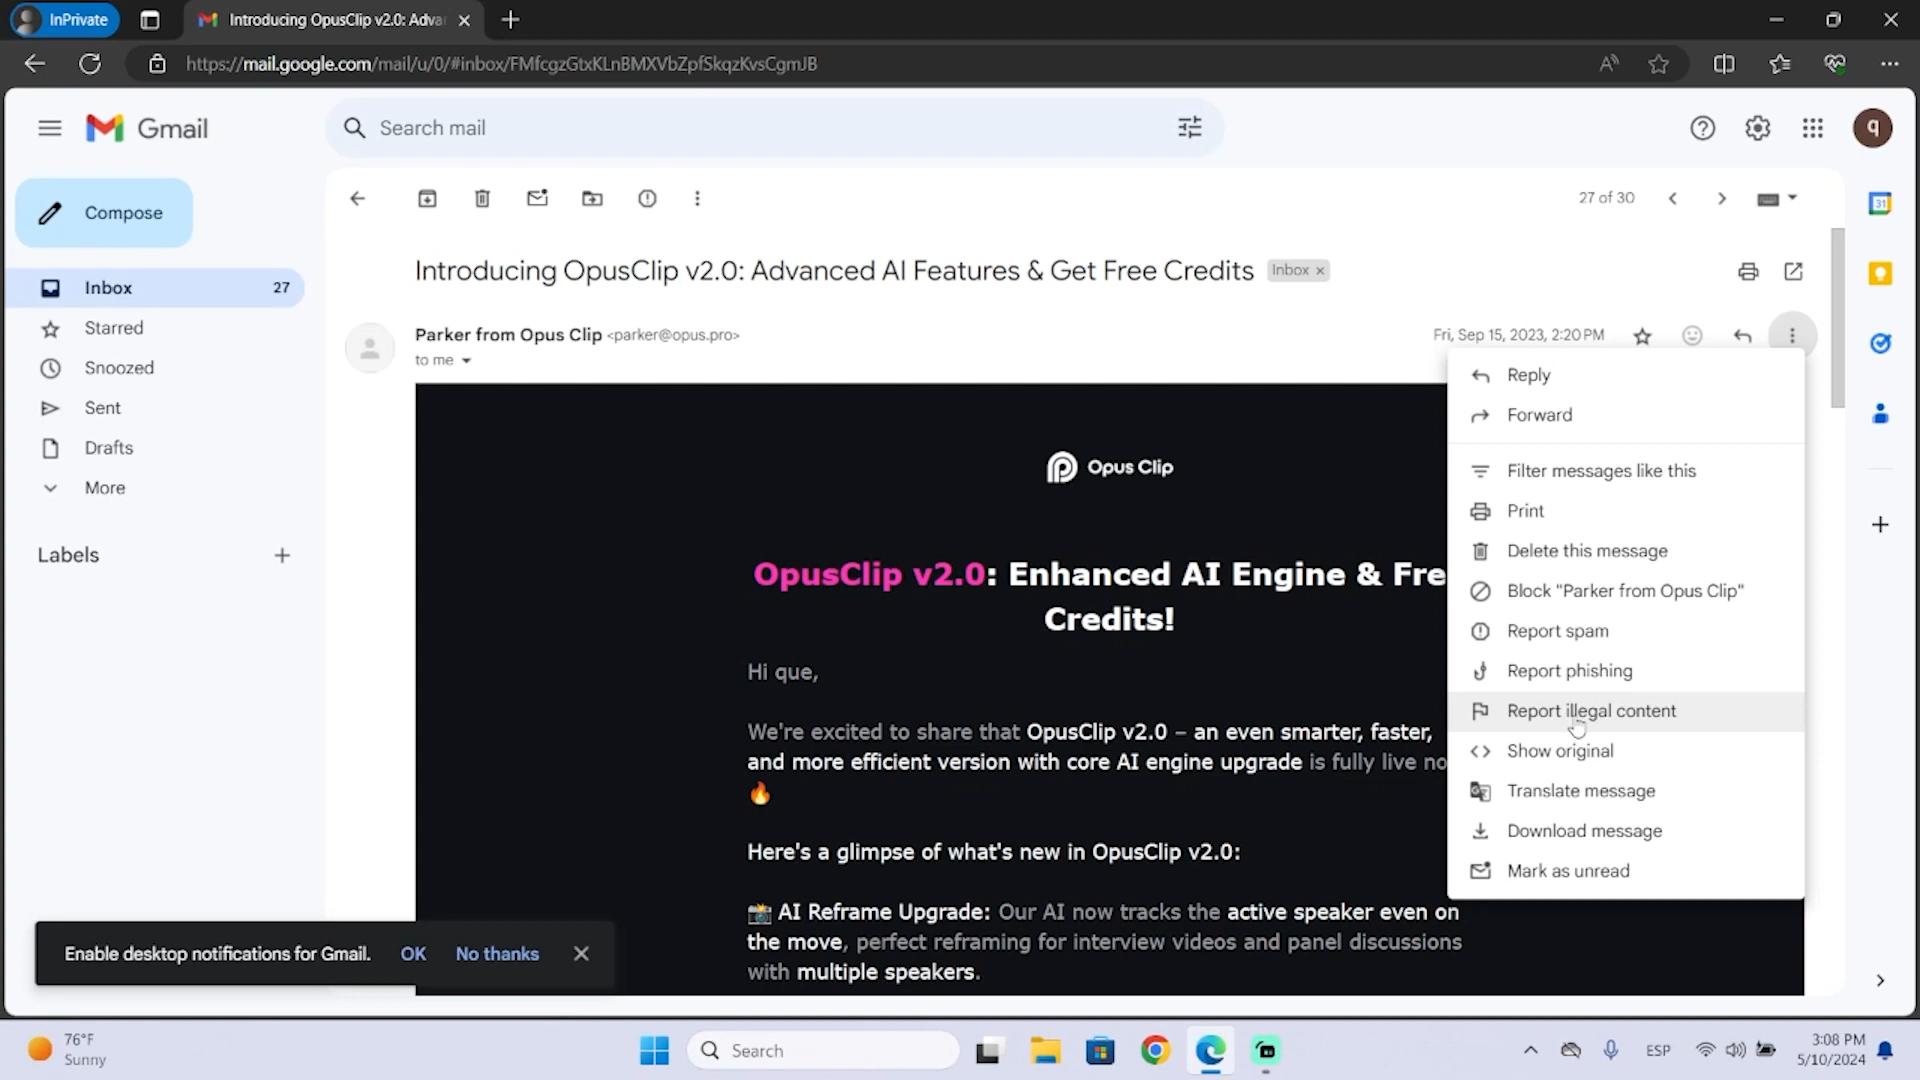 InPrivate
Introducing OpusClip v2.0: Adva
https://mail.google.com/mail/u/0/#inbox/FMfcgzGtxKLnBMXVbZpfSkqzKvsCgmJB
Gmail
Search mail
q
Compose
27 of 30
31
Inbox 27
Starred
Snoozed
Sent
Drafts
More
Labels
Introducing OpusClip v2.0: Advanced AI Features & Get Free Credits
Inbox ×
Parker from Opus Clip <parker@opus.pro>
to me
Fri, Sep 15, 2023, 2:20 PM
Opus Clip
OpusClip v2.0: Enhanced AI Engine & Fre
Credits!
Hi que,
We're excited to share that OpusClip v2.0 – an even smarter, faster,
and more efficient version with core AI engine upgrade is fully live no
🔥
Here's a glimpse of what's new in OpusClip v2.0:
📸 AI Reframe Upgrade: Our AI now tracks the active speaker even on
the move, perfect reframing for interview videos and panel discussions
with multiple speakers.
Reply
Forward
Filter messages like this
Print
Delete this message
Block "Parker from Opus Clip"
Report spam
Report phishing
Report illegal content
Show original
Translate message
Download message
Mark as unread
Enable desktop notifications for Gmail. OK No thanks
76°F
Sunny
Search
ESP
3:08 PM
5/10/2024